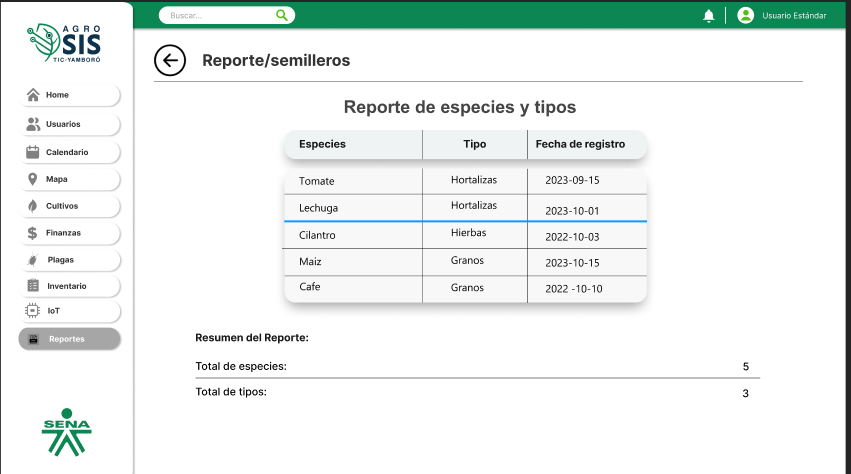 Buscar...
Usuario Estándar
AGRO
SIS
TIC-YAMBORÓ
Reporte/semilleros
Home
Usuarios
Calendario
Mapa
Cultivos
Finanzas
Plagas
Inventario
IoT
Reportes
SENA
Reporte de especies y tipos
Especies Tipo Fecha de registro
Tomate Hortalizas 2023-09-15
Lechuga Hortalizas 2023-10-01
Cilantro Hierbas 2022-10-03
Maiz Granos 2023-10-15
Cafe Granos 2022 -10-10
Resumen del Reporte:
Total de especies: 5
Total de tipos: 3